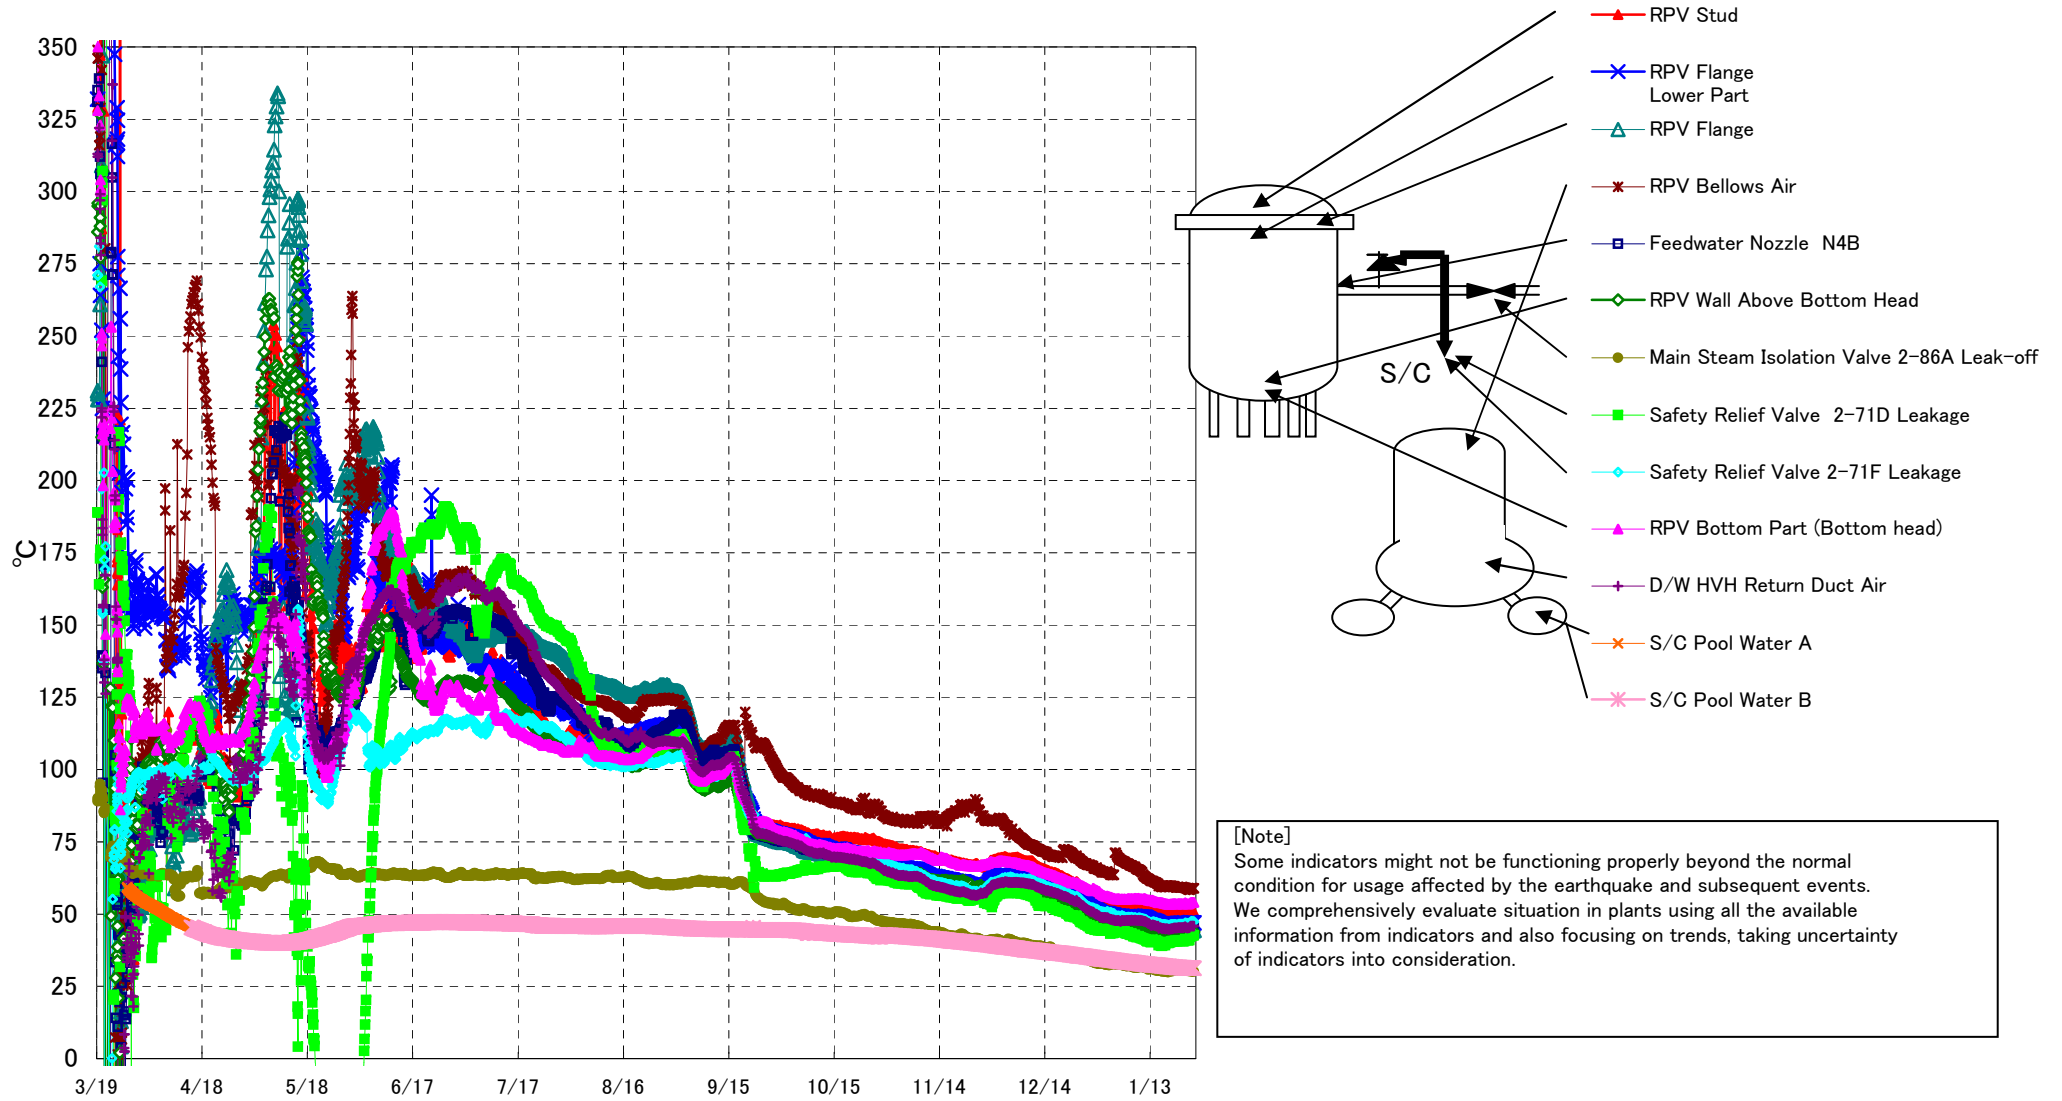 350
325
300
275
250
225
200
175
150
125
100
75
50
25
0
℃
3/19 4/18 5/18 6/17 7/17 8/16 9/15 10/15 11/14 12/14 1/13
RPV Stud
RPV Flange
Lower Part
RPV Flange
RPV Bellows Air
Feedwater Nozzle N4B
RPV Wall Above Bottom Head
Main Steam Isolation Valve 2-86A Leak-off
Safety Relief Valve 2-71D Leakage
Safety Relief Valve 2-71F Leakage
RPV Bottom Part (Bottom head)
D/W HVH Return Duct Air
S/C Pool Water A
S/C Pool Water B
S/C
[Note]
Some indicators might not be functioning properly beyond the normal
condition for usage affected by the earthquake and subsequent events.
We comprehensively evaluate situation in plants using all the available
information from indicators and also focusing on trends, taking uncertainty
of indicators into consideration.